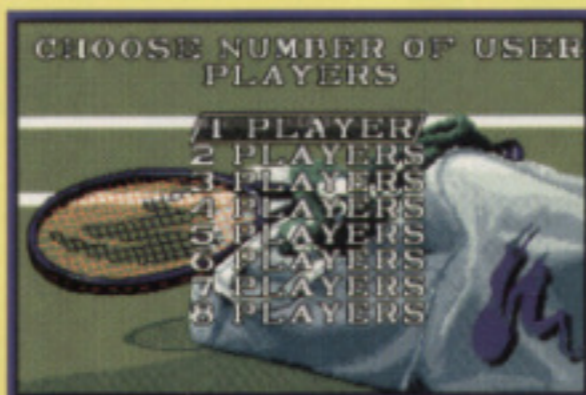 CHOOSE NUMBER OF USER
PLAYERS
1 PLAYER
2 PLAYERS
3 PLAYERS
4 PLAYERS
5 PLAYERS
6 PLAYERS
7 PLAYERS
8 PLAYERS